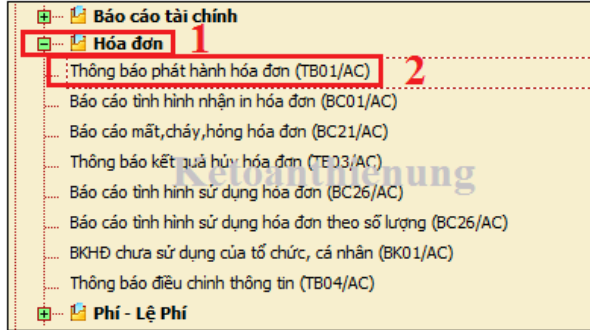 Báo cáo tài chính
Hóa đơn 1
Thông báo phát hành hóa đơn (TB01/AC) 2
Báo cáo tình hình nhận in hóa đơn (BC01/AC)
Báo cáo mất,cháy,hỏng hóa đơn (BC21/AC)
Thông báo kết quả hủy hóa đơn (TB03/AC)
Ketoanthienung
Báo cáo tình hình sử dụng hóa đơn (BC26/AC)
Báo cáo tình hình sử dụng hóa đơn theo số lượng (BC26/AC)
BKHĐ chưa sử dụng của tổ chức, cá nhân (BK01/AC)
Thông báo điều chỉnh thông tin (TB04/AC)
Phí - Lệ Phí